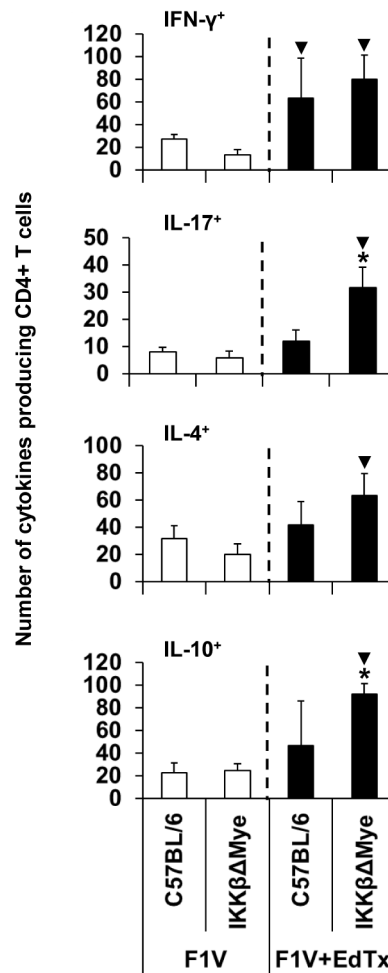 Number of cytokines producing CD4+ T cells
IFN-γ⁺
120
100
80
60
40
20
0
▼ ▼
IL-17⁺
50
40
30
20
10
0
▼
*
IL-4⁺
100
80
60
40
20
0
▼
IL-10⁺
120
100
80
60
40
20
0
▼
*
C57BL/6
IKKβΔMye
C57BL/6
IKKβΔMye
F1V
F1V+EdTx